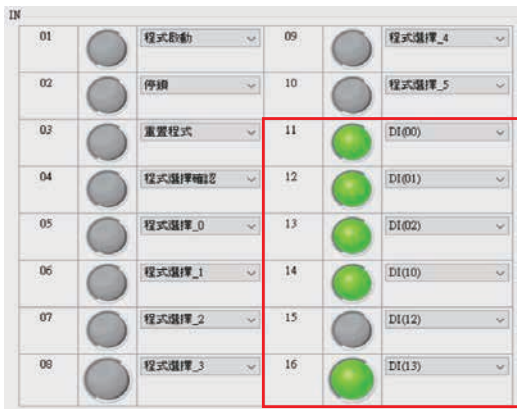 IN
01 程式啟動 09 程式選擇_4
02 停鎖 10 程式選擇_5
03 重置程式 11 DI(00)
04 程式選擇確認 12 DI(01)
05 程式選擇_0 13 DI(02)
06 程式選擇_1 14 DI(10)
07 程式選擇_2 15 DI(12)
08 程式選擇_3 16 DI(13)